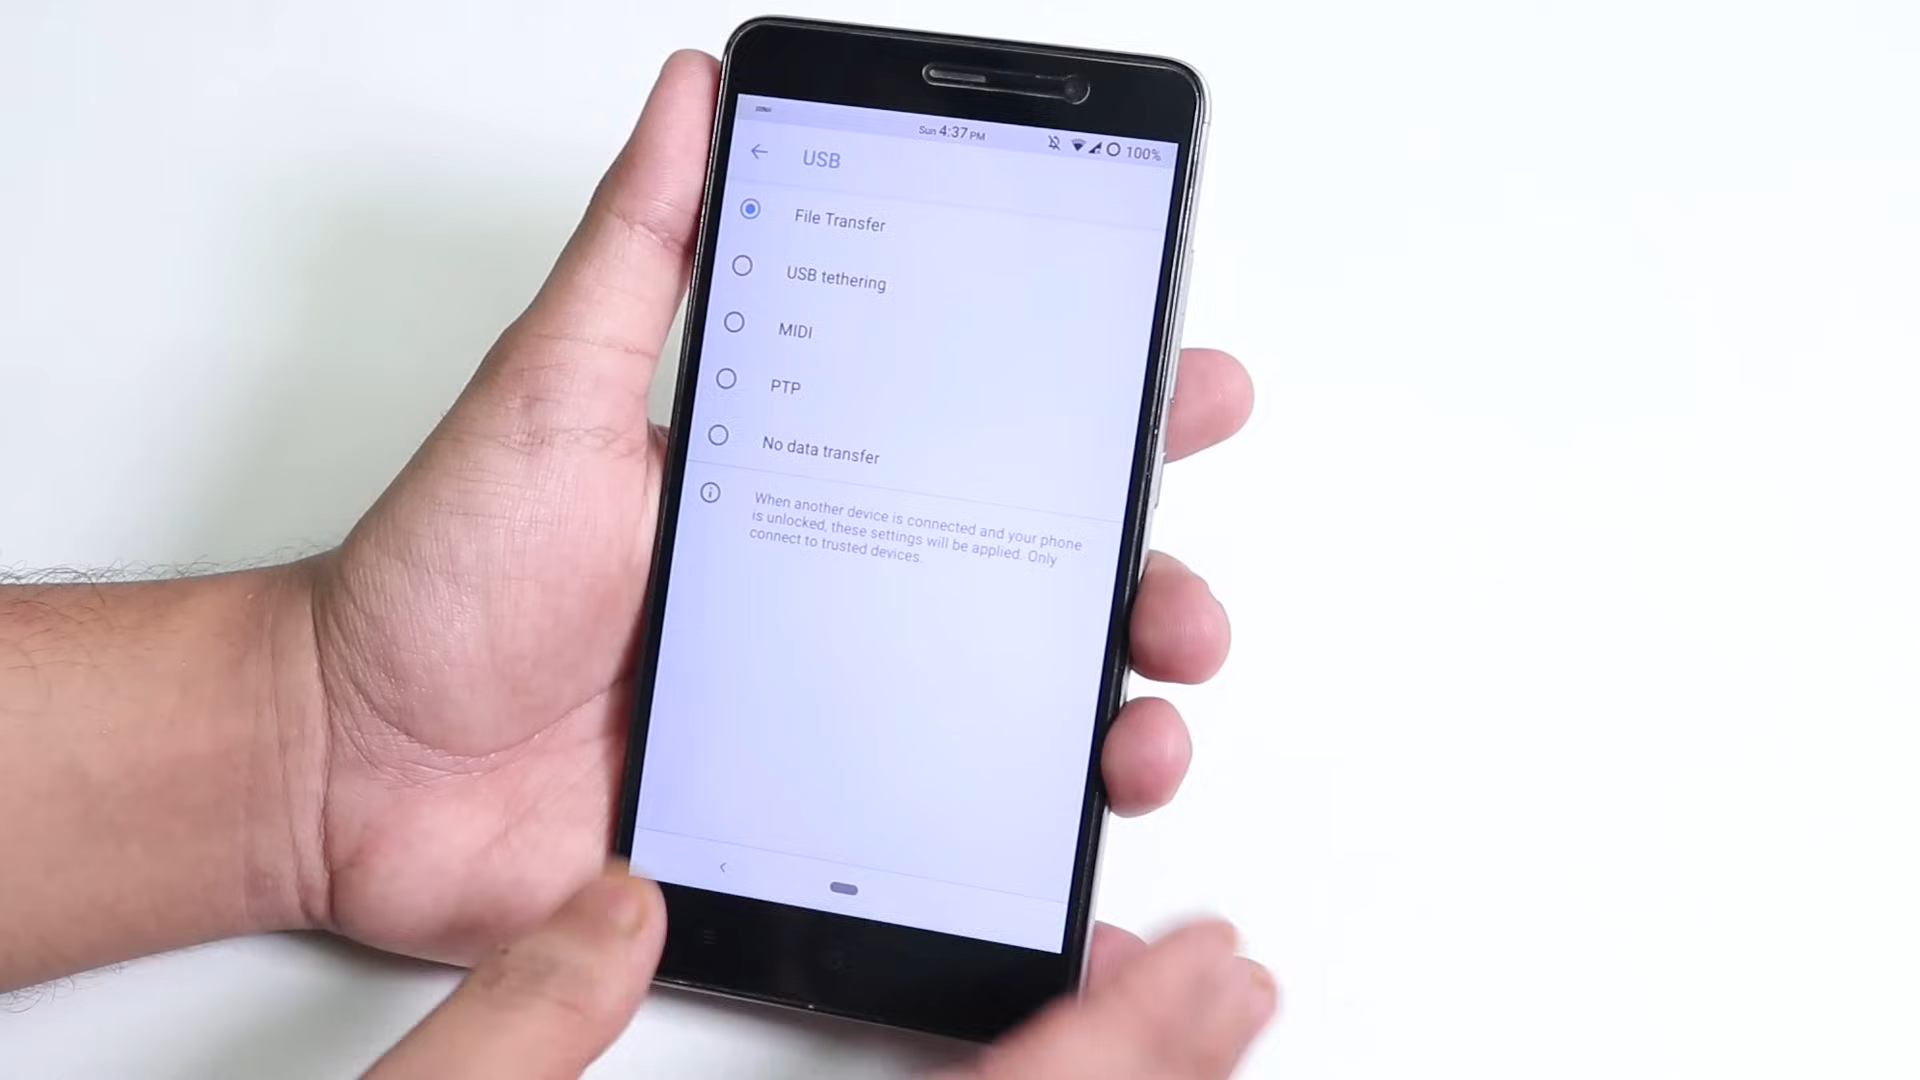 Sun 4:37 PM
100%
USB
File Transfer
USB tethering
MIDI
PTP
No data transfer
When another device is connected and your phone
is unlocked, these settings will be applied. Only
connect to trusted devices.